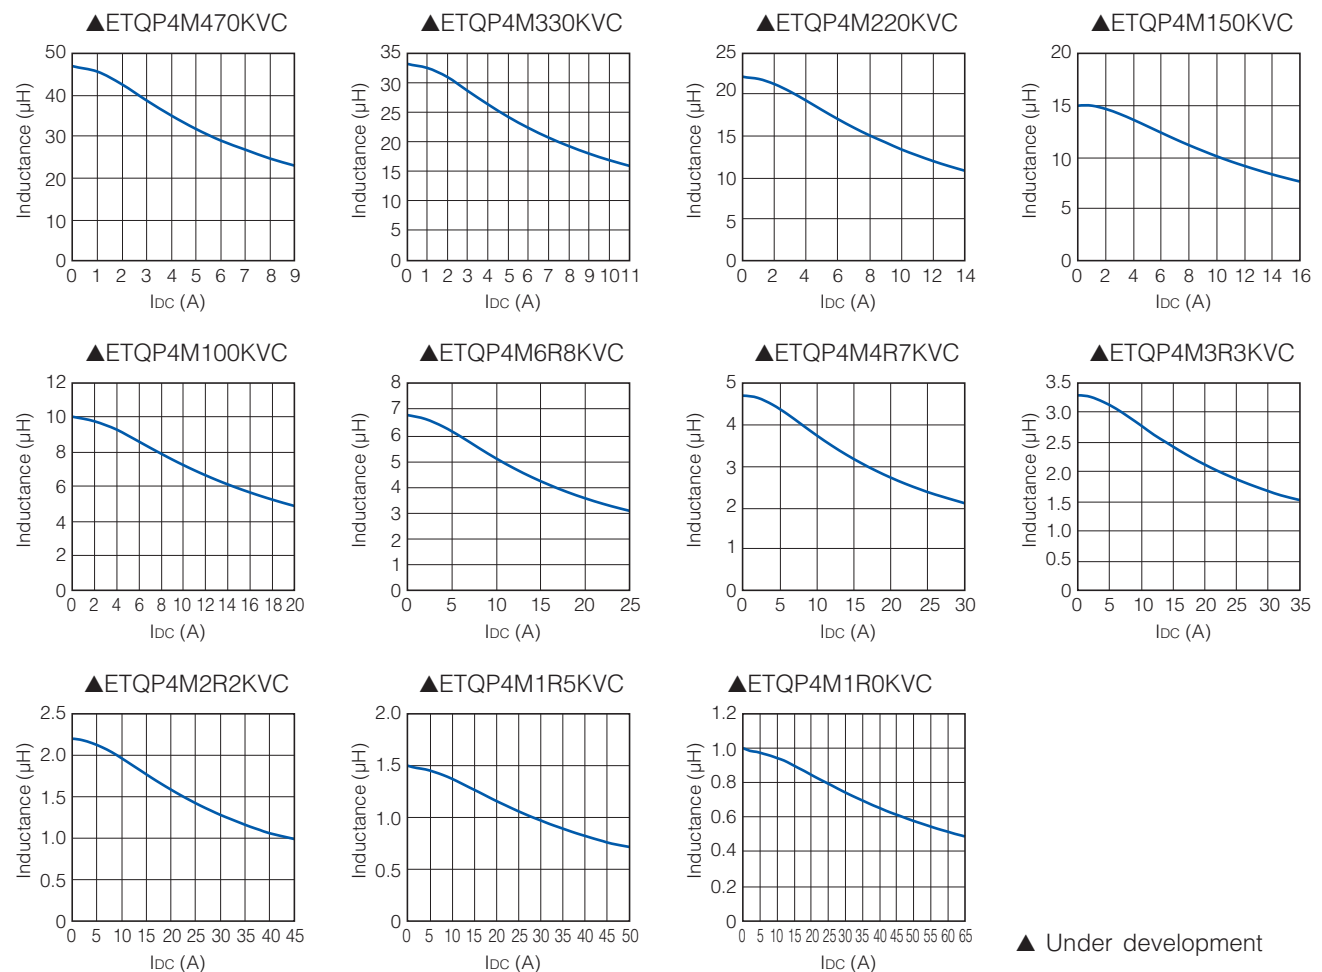 ▲ETQP4M470KVC
50
40
30
20
10
0
0 1 2 3 4 5 6 7 8 9
Inductance (µH)
IDC (A)
▲ETQP4M330KVC
35
30
25
20
15
10
5
0
0 1 2 3 4 5 6 7 8 9 10 11
Inductance (µH)
IDC (A)
▲ETQP4M220KVC
25
20
15
10
5
0
0 2 4 6 8 10 12 14
Inductance (µH)
IDC (A)
▲ETQP4M150KVC
20
15
10
5
0
0 2 4 6 8 10 12 14 16
Inductance (µH)
IDC (A)
▲ETQP4M100KVC
12
10
8
6
4
2
0
0 2 4 6 8 10 12 14 16 18 20
Inductance (µH)
IDC (A)
▲ETQP4M6R8KVC
8
7
6
5
4
3
2
1
0
0 5 10 15 20 25
Inductance (µH)
IDC (A)
▲ETQP4M4R7KVC
5
4
3
2
1
0
0 5 10 15 20 25 30
Inductance (µH)
IDC (A)
▲ETQP4M3R3KVC
3.5
3.0
2.5
2.0
1.5
1.0
0.5
0
0 5 10 15 20 25 30 35
Inductance (µH)
IDC (A)
▲ETQP4M2R2KVC
2.5
2.0
1.5
1.0
0.5
0
0 5 10 15 20 25 30 35 40 45
Inductance (µH)
IDC (A)
▲ETQP4M1R5KVC
2.0
1.5
1.0
0.5
0
0 5 10 15 20 25 30 35 40 45 50
Inductance (µH)
IDC (A)
▲ETQP4M1R0KVC
1.2
1.0
0.8
0.6
0.4
0.2
0
0 5 10 15 20 25 30 35 40 45 50 55 60 65
Inductance (µH)
IDC (A)
▲ Under development